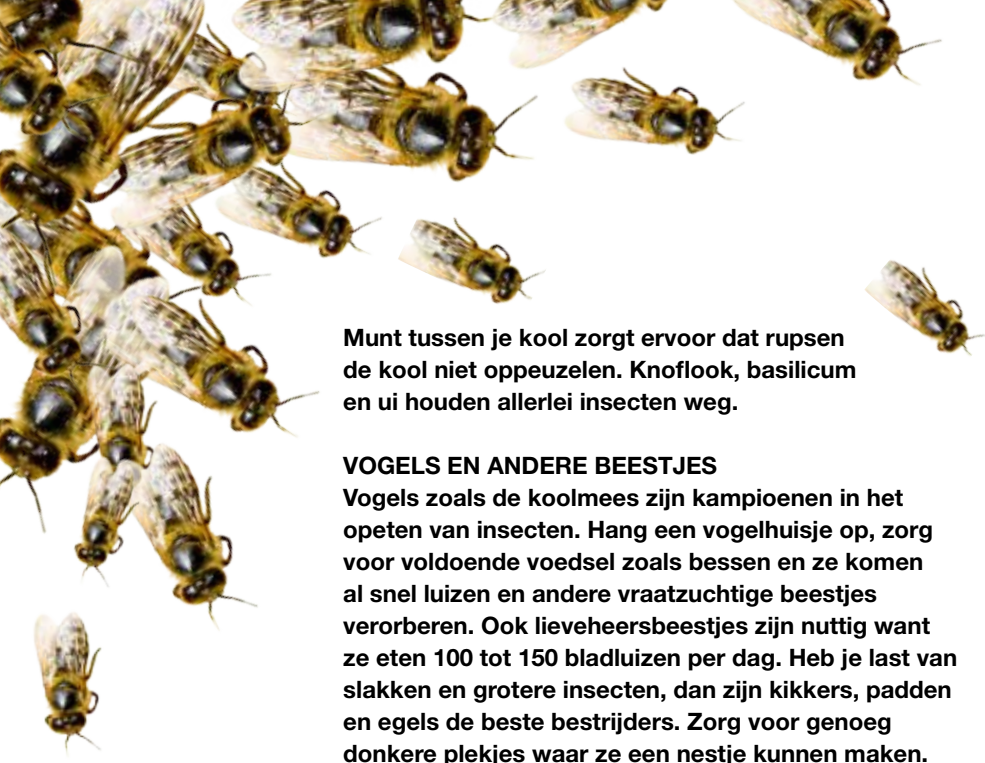 Munt tussen je kool zorgt ervoor dat rupsen
de kool niet oppeuzelen. Knoflook, basilicum
en ui houden allerlei insecten weg.
VOGELS EN ANDERE BEESTJES
Vogels zoals de koolmees zijn kampioenen in het
opeten van insecten. Hang een vogelhuisje op, zorg
voor voldoende voedsel zoals bessen en ze komen
al snel luizen en andere vraatzuchtige beestjes
verorberen. Ook lieveheersbeestjes zijn nuttig want
ze eten 100 tot 150 bladluizen per dag. Heb je last van
slakken en grotere insecten, dan zijn kikkers, padden
en egels de beste bestrijders. Zorg voor genoeg
donkere plekjes waar ze een nestje kunnen maken.